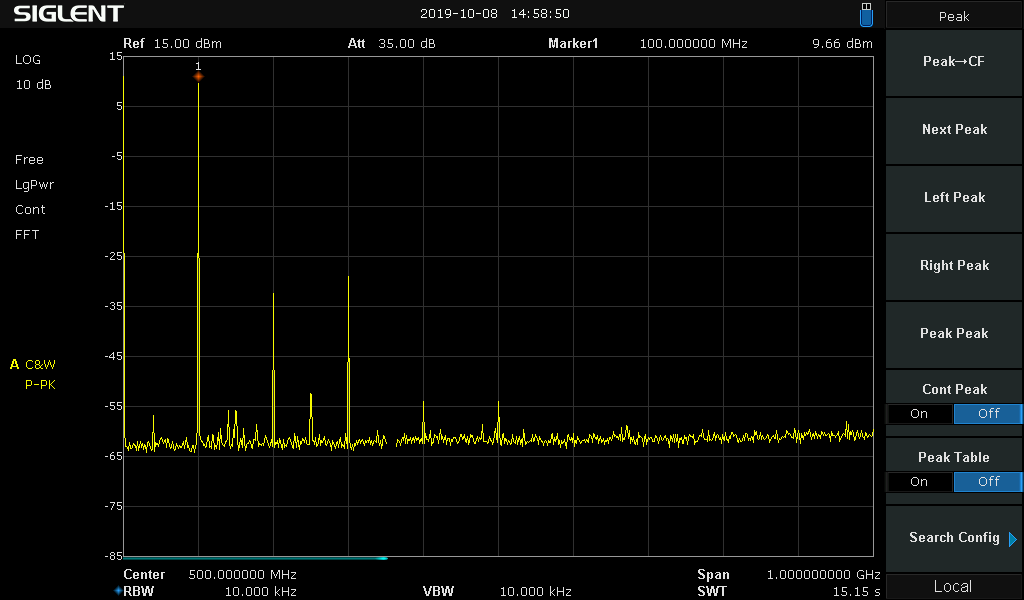 SIGLENT 2019-10-08 14:58:50 Peak
Ref 15.00 dBm Att 35.00 dB Marker1 100.000000 MHz 9.66 dBm
LOG
10 dB
Free
LgPwr
Cont
FFT
A C&W
P-PK
15
5
-5
-15
-25
-35
-45
-55
-65
-75
-85
1
Center 500.000000 MHz Span 1.000000000 GHz
RBW 10.000 kHz VBW 10.000 kHz SWT 15.15 s
Peak→CF
Next Peak
Left Peak
Right Peak
Peak Peak
Cont Peak
On Off
Peak Table
On Off
Search Config
Local